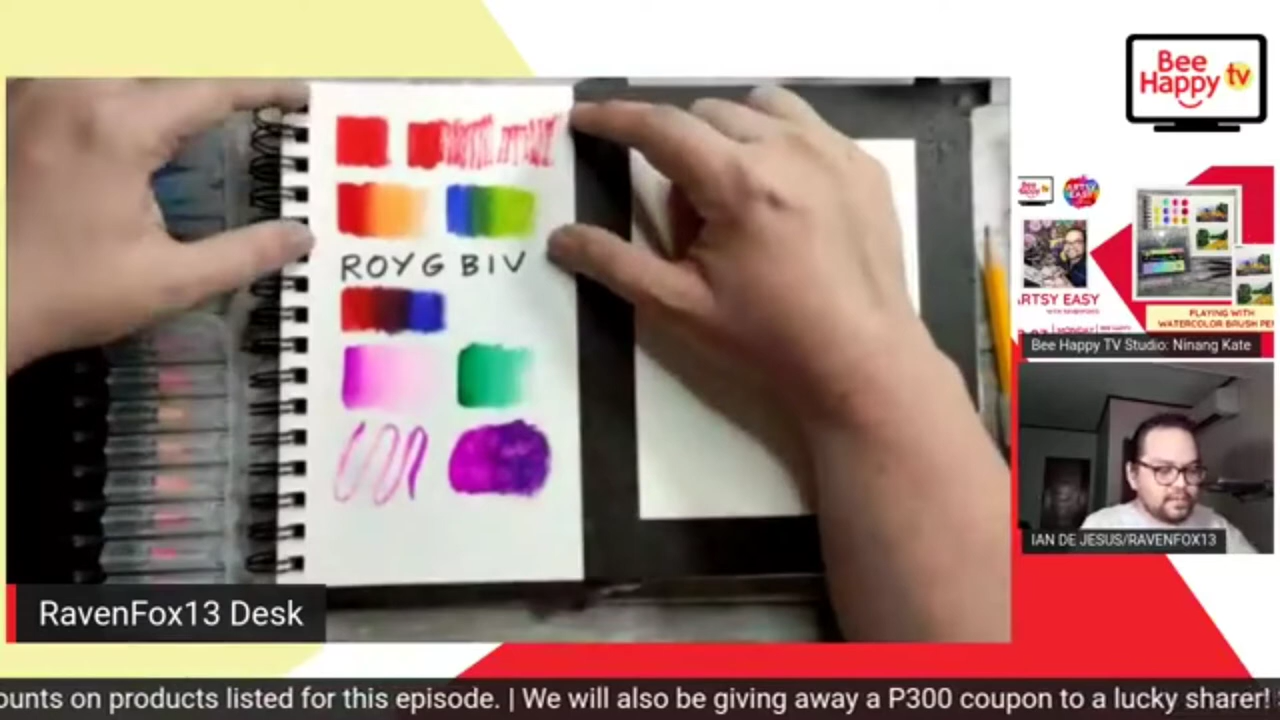 Bee
Happy tv
ROYGBIV
ARTSY EASY
PLAYING WITH
WATERCOLOR BRUSH PEN
Bee Happy TV Studio: Ninang Kate
IAN DE JESUS/RAVENFOX13
RavenFox13 Desk
ounts on products listed for this episode. | We will also be giving away a P300 coupon to a lucky sharer!